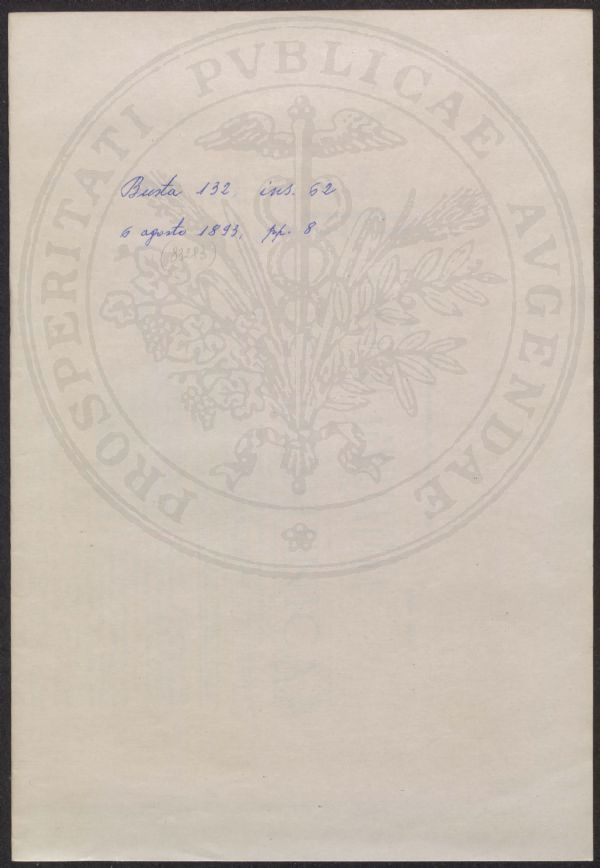 PROSPERITATI PVBLICAE AVGENDAE
Busta 132, ins. 62
6 agosto 1893, pp. 8